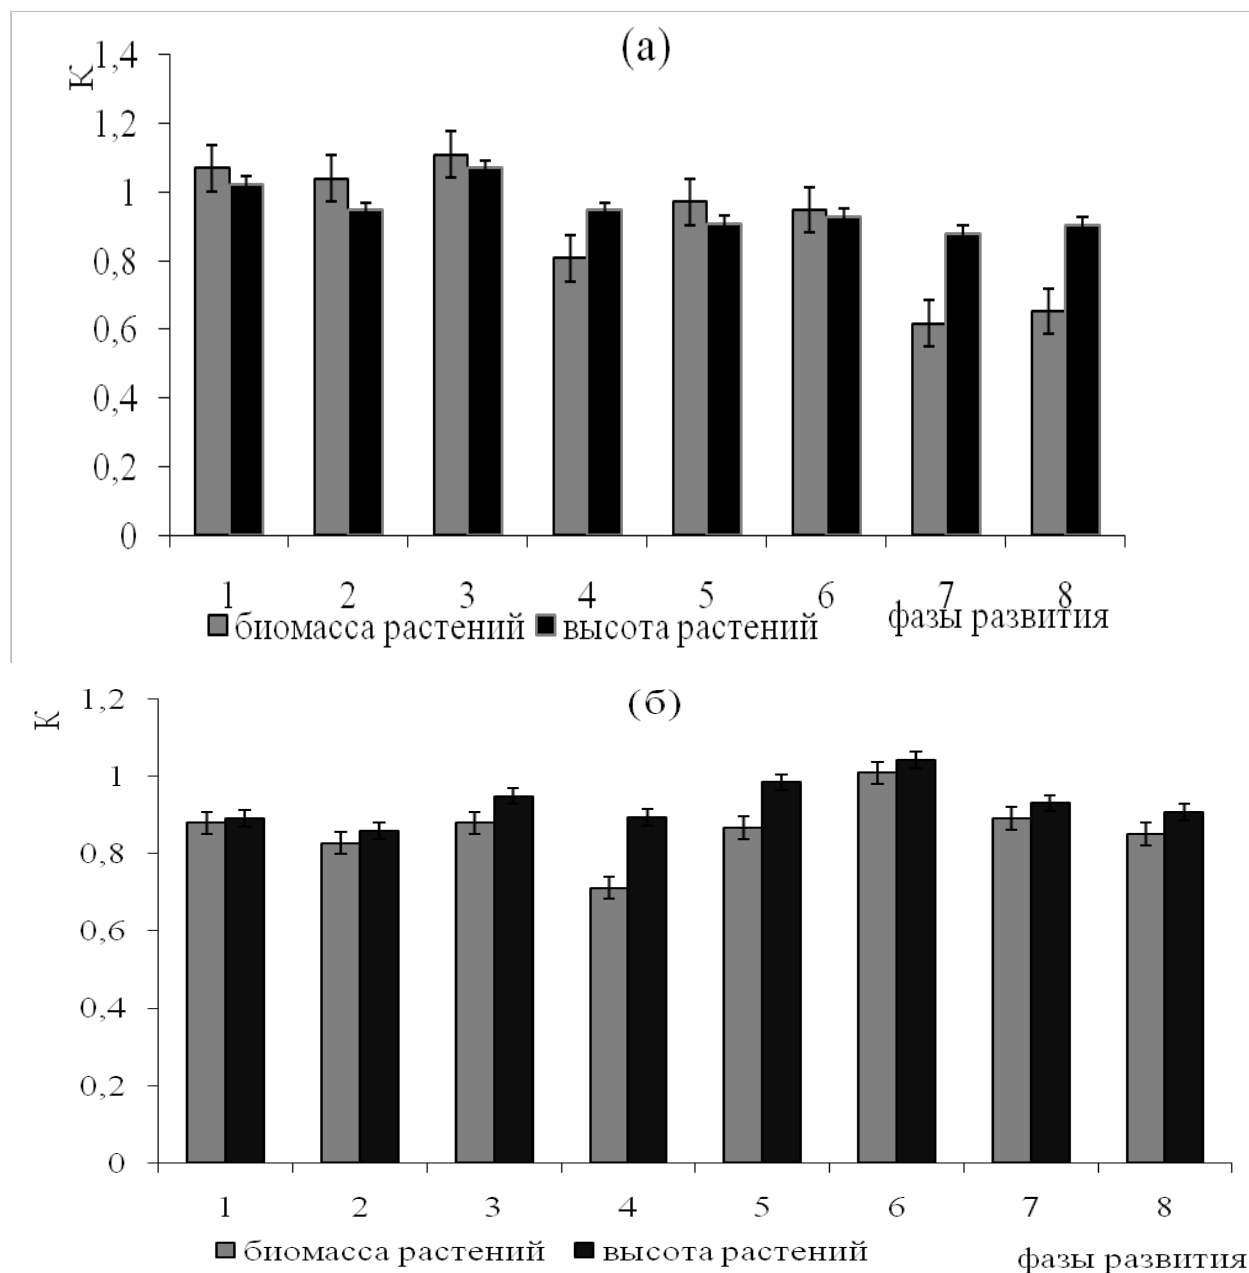 (а)
К
1,4
1,2
1
0,8
0,6
0,4
0,2
0
1 2 3 4 5 6 7 8
биомасса растений высота растений фазы развития
(б)
К
1,2
1
0,8
0,6
0,4
0,2
0
1 2 3 4 5 6 7 8
биомасса растений высота растений фазы развития